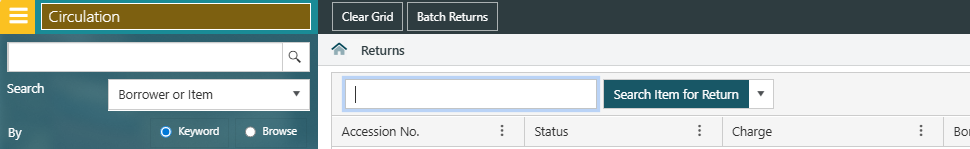 Circulation
Clear Grid Batch Returns
Returns
Search Borrower or Item
Search Item for Return
By Keyword Browse
Accession No. Status Charge Bor